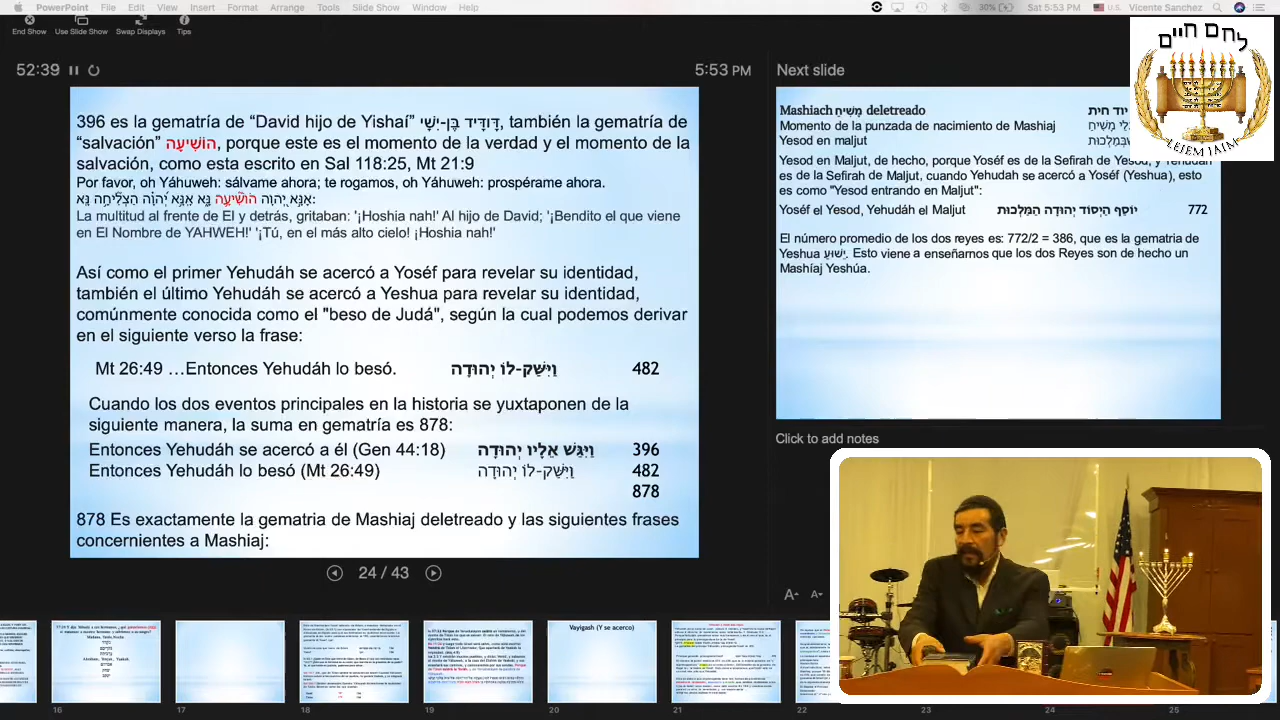 PowerPoint File Edit View Insert Format Arrange Tools Slide Show Window Help 30% U.S. Sat 5:53 PM Vicente Sanchez
End Show Use Slide Show Swap Displays Tips
52:39
5:53 PM
396 es la gematría de “David hijo de Yishaí” דָּוִיד בֶּן-יִשָׁי, también la gematría de
“salvación” הוֹשִׁיעָה, porque este es el momento de la verdad y el momento de la
salvación, como esta escrito en Sal 118:25, Mt 21:9
Por favor, oh Yáhuweh: sálvame ahora; te rogamos, oh Yáhuweh: prospérame ahora.
אָנָּא יְהוָה הוֹשִׁיעָה נָּא אָנָּא יְהוָה הַצְלִיחָה נָּא:
La multitud al frente de El y detrás, gritaban: '¡Hoshia nah!' Al hijo de David; '¡Bendito el que viene
en El Nombre de YAHWEH!' '¡Tú, en el más alto cielo! ¡Hoshia nah!'
Así como el primer Yehudáh se acercó a Yoséf para revelar su identidad,
también el último Yehudáh se acercó a Yeshua para revelar su identidad,
comúnmente conocida como el "beso de Judá", según la cual podemos derivar
en el siguiente verso la frase:
Mt 26:49 …Entonces Yehudáh lo besó. וַיִּשַּׁק-לוֹ יְהוּדָה 482
Cuando los dos eventos principales en la historia se yuxtaponen de la
siguiente manera, la suma en gematría es 878:
Entonces Yehudáh se acercó a él (Gen 44:18) וַיִּגַּשׁ אֵלָיו יְהוּדָה 396
Entonces Yehudáh lo besó (Mt 26:49) וַיִּשַּׁק-לוֹ יְהוּדָה 482
878
878 Es exactamente la gematria de Mashiaj deletreado y las siguientes frases
concernientes a Mashiaj:
24 / 43
Next slide
Mashiach מָשִׁיחַ deletreado יוֹד חית
Momento de la punzada de nacimiento de Mashiaj
Yesod en maljut
Yesod en Maljut, de hecho, porque Yoséf es de la Sefirah de Yesod, y Yehudah
es de la Sefirah de Maljut, cuando Yehudah se acercó a Yoséf (Yeshua), esto
es como "Yesod entrando en Maljut":
Yoséf el Yesod, Yehudáh el Maljut יוֹסֵף הַיְסוֹד יְהוּדָה הַמַּלְכוּת 772
El número promedio de los dos reyes es: 772/2 = 386, que es la gematria de
Yeshua יֵשׁוּעַ. Esto viene a enseñarnos que los dos Reyes son de hecho un
Mashíaj Yeshúa.
Click to add notes
לחם חיים
LEJEM JAIM
Vayigash (Y se acerco)
16 17 18 19 20 21 22 23 24 25